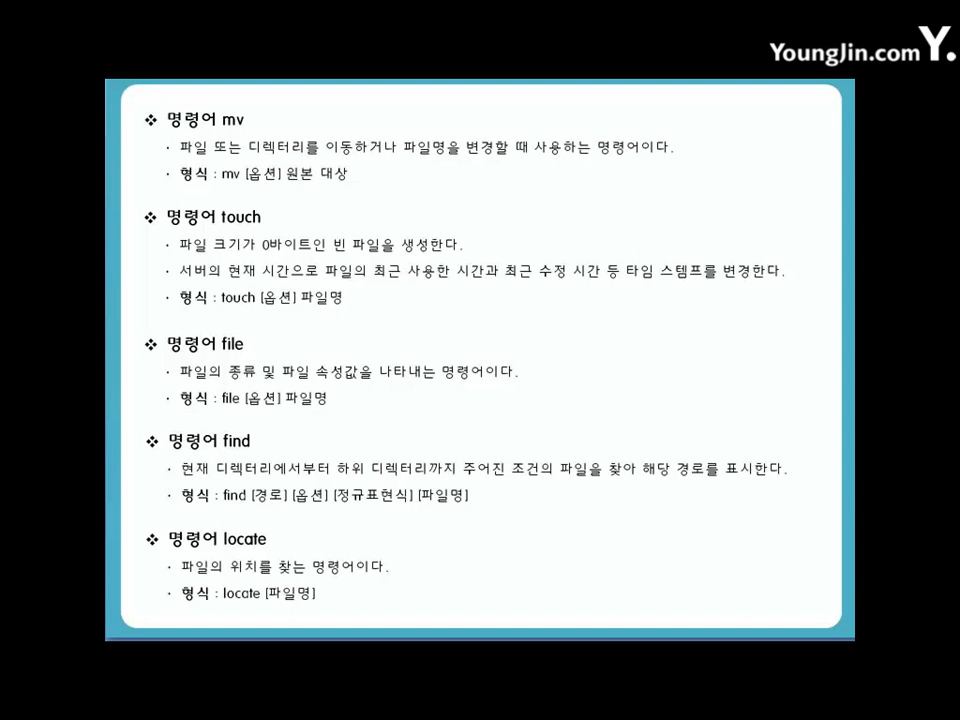 YoungJin.com Y.
❖ 명령어 mv
· 파일 또는 디렉터리를 이동하거나 파일명을 변경할 때 사용하는 명령어이다.
· 형식 : mv [옵션] 원본 대상
❖ 명령어 touch
· 파일 크기가 0바이트인 빈 파일을 생성한다.
· 서버의 현재 시간으로 파일의 최근 사용한 시간과 최근 수정 시간 등 타임 스템프를 변경한다.
· 형식 : touch [옵션] 파일명
❖ 명령어 file
· 파일의 종류 및 파일 속성값을 나타내는 명령어이다.
· 형식 : file [옵션] 파일명
❖ 명령어 find
· 현재 디렉터리에서부터 하위 디렉터리까지 주어진 조건의 파일을 찾아 해당 경로를 표시한다.
· 형식 : find [경로] [옵션] [정규표현식] [파일명]
❖ 명령어 locate
· 파일의 위치를 찾는 명령어이다.
· 형식 : locate [파일명]